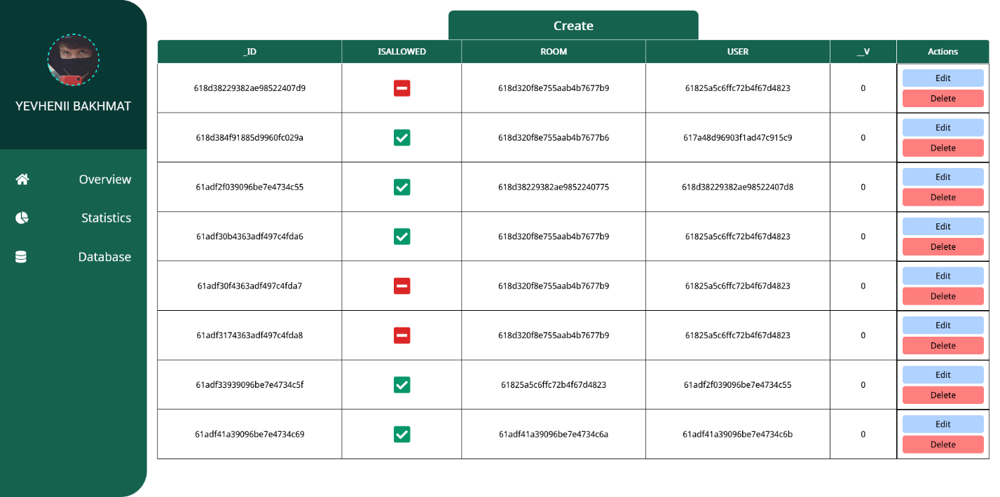 YEVHENII BAKHMAT
Overview
Statistics
Database
Create
_ID ISALLOWED ROOM USER __V Actions
618d38229382ae98522407d9 618d320f8e755aab4b7677b9 61825a5c6ffc72b4f67d4823 0 Edit
Delete
618d384f91885d9960fc029a 618d320f8e755aab4b7677b6 617a48d96903f1ad47c915c9 0 Edit
Delete
61adf2f039096be7e4734c55 618d38229382ae9852240775 618d38229382ae98522407d8 0 Edit
Delete
61adf30b4363adf497c4fda6 618d320f8e755aab4b7677b9 61825a5c6ffc72b4f67d4823 0 Edit
Delete
61adf30f4363adf497c4fda7 618d320f8e755aab4b7677b9 61825a5c6ffc72b4f67d4823 0 Edit
Delete
61adf3174363adf497c4fda8 618d320f8e755aab4b7677b9 61825a5c6ffc72b4f67d4823 0 Edit
Delete
61adf33939096be7e4734c5f 61825a5c6ffc72b4f67d4823 61adf2f039096be7e4734c55 0 Edit
Delete
61adf41a39096be7e4734c69 61adf41a39096be7e4734c6a 61adf41a39096be7e4734c6b 0 Edit
Delete